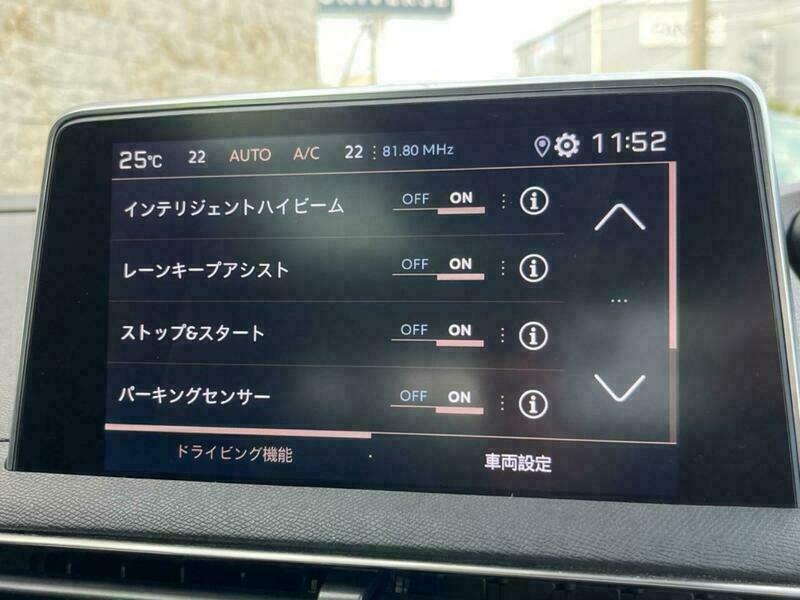 UNIVERSE
25℃ 22 AUTO A/C 22 81.80 MHz 11:52
インテリジェントハイビーム OFF ON i
レーンキープアシスト OFF ON i
ストップ&スタート OFF ON i
パーキングセンサー OFF ON i
ドライビング機能 車両設定